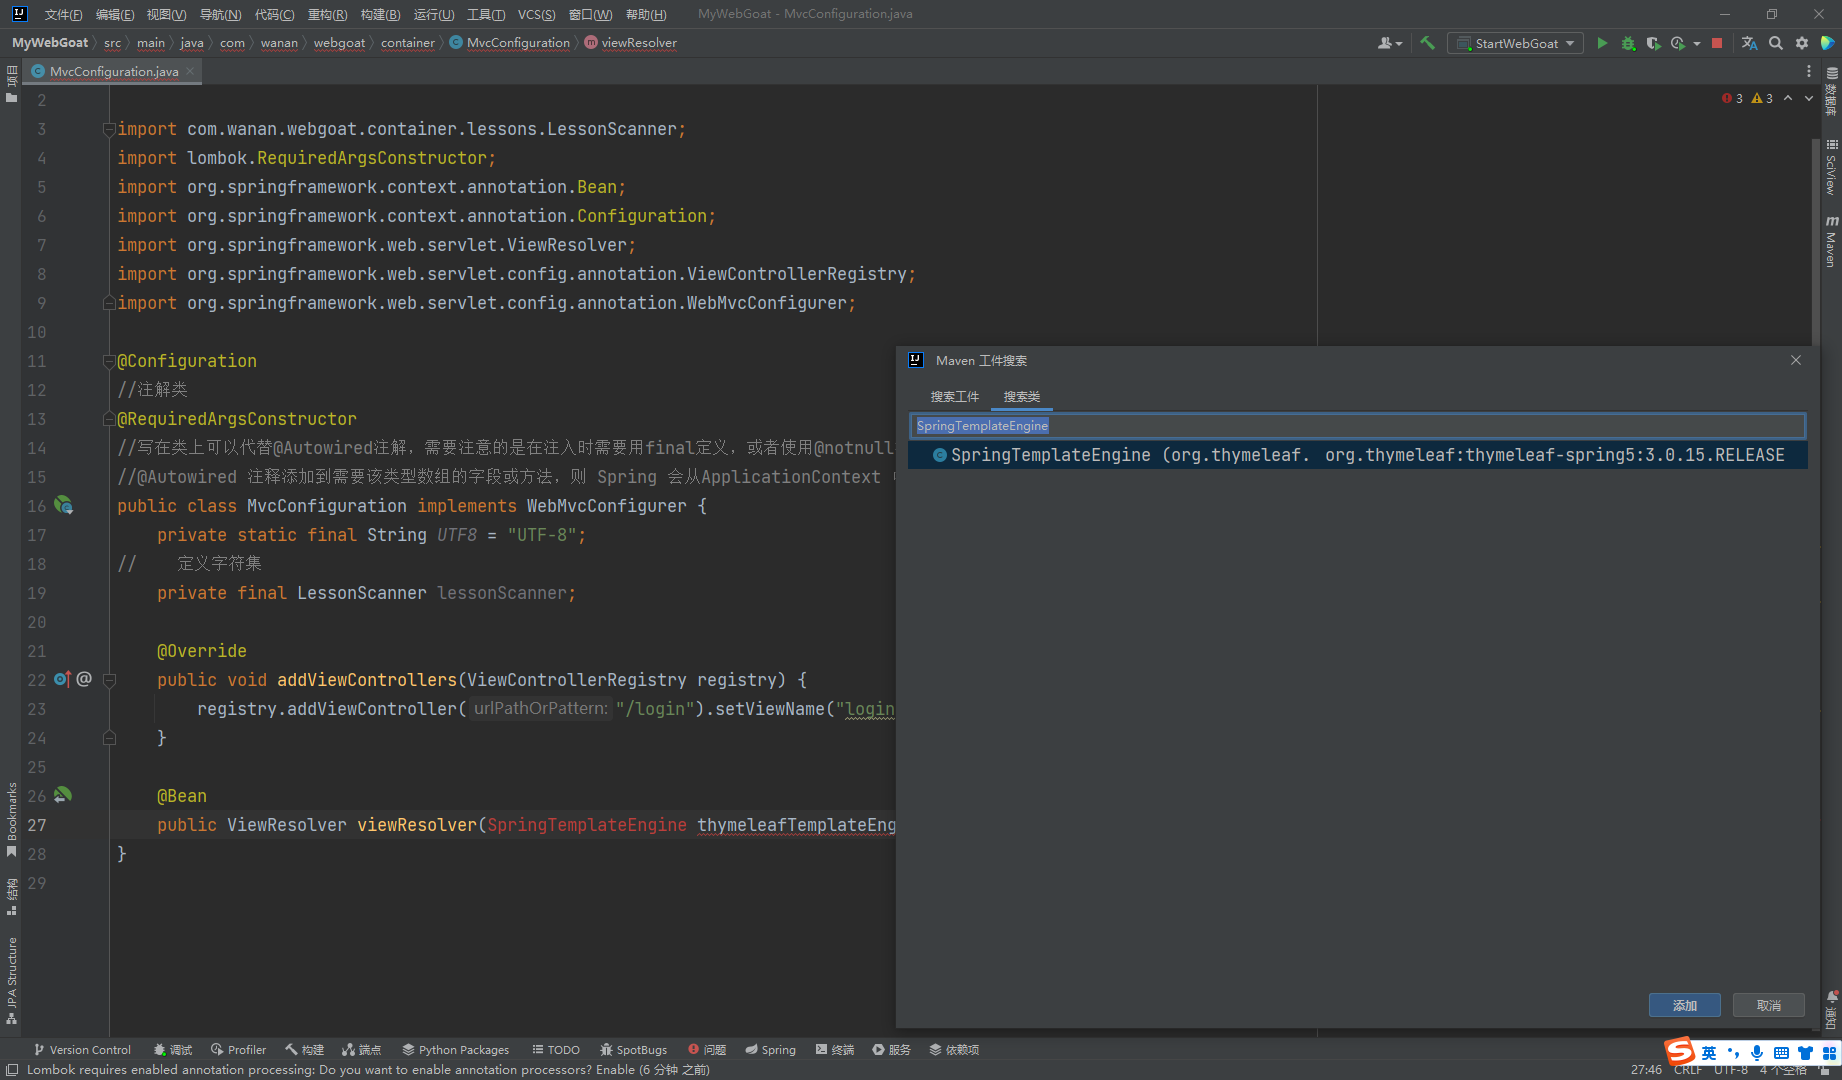 文件(F) 编辑(E) 视图(V) 导航(N) 代码(C) 重构(R) 构建(B) 运行(U) 工具(T) VCS(S) 窗口(W) 帮助(H) MyWebGoat - MvcConfiguration.java
MyWebGoat src main java com wanan webgoat container MvcConfiguration viewResolver StartWebGoat
MvcConfiguration.java
3 3
2
3 import com.wanan.webgoat.container.lessons.LessonScanner;
4 import lombok.RequiredArgsConstructor;
5 import org.springframework.context.annotation.Bean;
6 import org.springframework.context.annotation.Configuration;
7 import org.springframework.web.servlet.ViewResolver;
8 import org.springframework.web.servlet.config.annotation.ViewControllerRegistry;
9 import org.springframework.web.servlet.config.annotation.WebMvcConfigurer;
10
11 @Configuration
12 //注解类
13 @RequiredArgsConstructor
14 //写在类上可以代替@Autowired注解，需要注意的是在注入时需要用final定义，或者使用@notnull
15 //@Autowired 注释添加到需要该类型数组的字段或方法，则 Spring 会从ApplicationContext
16 public class MvcConfiguration implements WebMvcConfigurer {
17 private static final String UTF8 = "UTF-8";
18 // 定义字符集
19 private final LessonScanner lessonScanner;
20
21 @Override
22 @ public void addViewControllers(ViewControllerRegistry registry) {
23 registry.addViewController( urlPathOrPattern: "/login").setViewName("login
24 }
25
26 @Bean
27 public ViewResolver viewResolver(SpringTemplateEngine thymeleafTemplateEng
28 }
29
Maven 工件搜索
搜索工件 搜索类
SpringTemplateEngine
SpringTemplateEngine (org.thymeleaf. org.thymeleaf:thymeleaf-spring5:3.0.15.RELEASE
添加 取消
项目
Bookmarks
结构
JPA Structure
数据库
SciView
Maven
通知
Version Control 调试 Profiler 构建 端点 Python Packages TODO SpotBugs 问题 Spring 终端 服务 依赖项
Lombok requires enabled annotation processing: Do you want to enable annotation processors? Enable (6 分钟 之前) 27:46 CRLF UTF-8 4 个空格
英